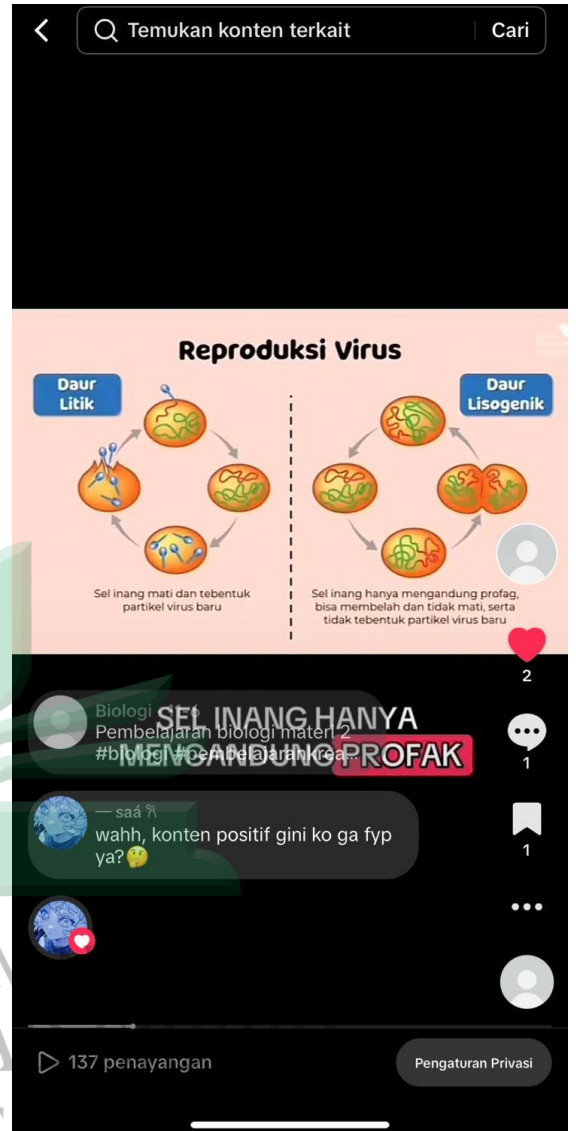 Temukan konten terkait
Cari
Reproduksi Virus
Daur
Litik
Daur
Lisogenik
Sel inang mati dan tebentuk
partikel virus baru
Sel inang hanya mengandung profag,
bisa membelah dan tidak mati, serta
tidak tebentuk partikel virus baru
2
Biologi
SEL INANG HANYA
Pembelajaran biologi materi 2
#biologi #pembelajarankrea...
MENGANDUNG PROFAK
1
— saá
wahh, konten positif gini ko ga fyp
ya?🤔
1
137 penayangan
Pengaturan Privasi